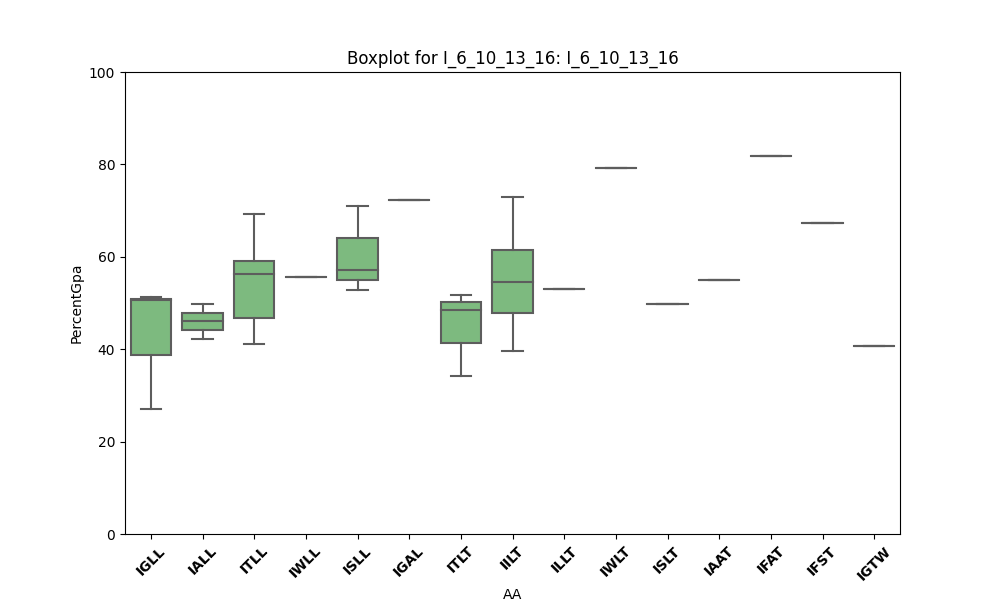 Boxplot for I_6_10_13_16: I_6_10_13_16
PercentGpa
100
80
60
40
20
0
IGLL IALL ITLL IWLL ISLL IGAL ITLT IILT ILLT IWLT ISLT IAAT IFAT IFST IGTW
AA